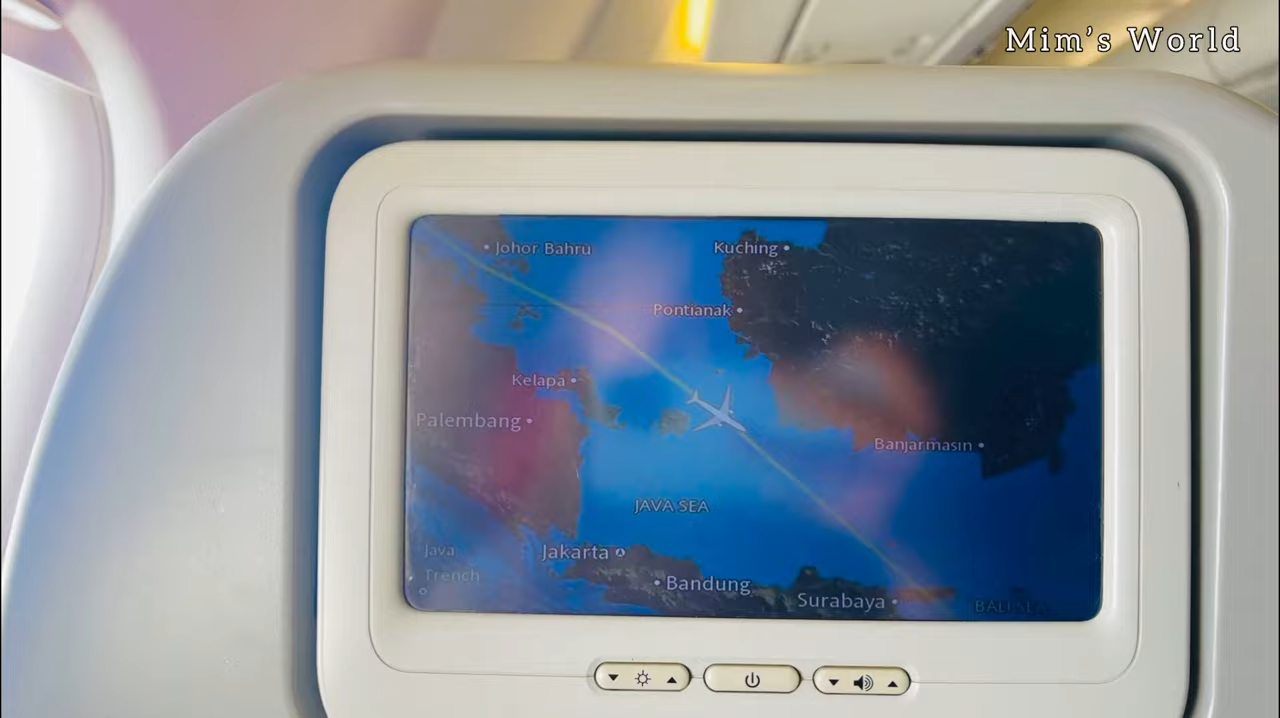 Mim's World
Johor Bahru
Kuching
Pontianak
Kelapa
Palembang
Banjarmasin
JAVA SEA
Java
Trench
Jakarta
Bandung
Surabaya
BALI SEA